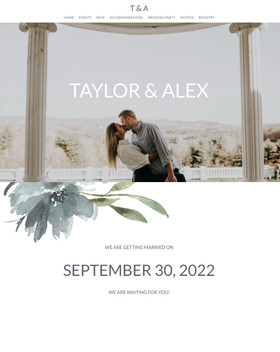 T & A
HOME EVENTS RSVP ACCOMMODATIONS WEDDING PARTY PHOTOS REGISTRY
TAYLOR & ALEX
WE ARE GETTING MARRIED ON
SEPTEMBER 30, 2022
WE ARE WAITING FOR YOU!